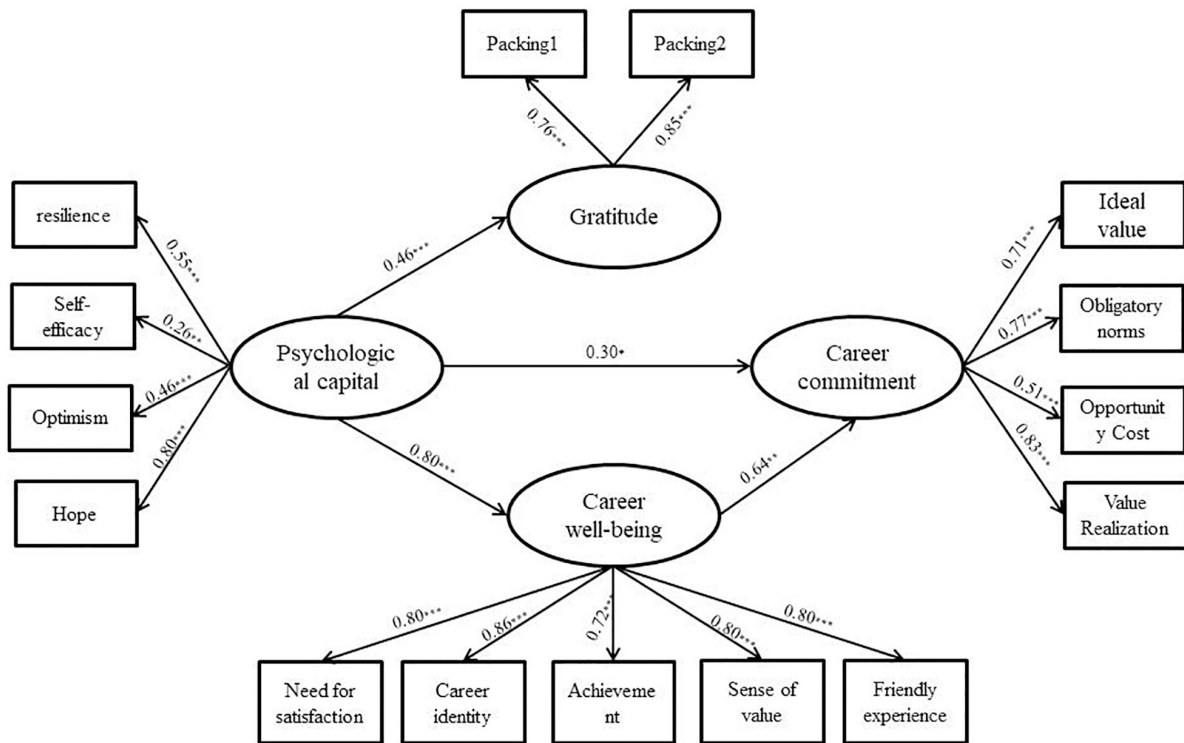 Packing1
Packing2
0.76***
0.85***
resilience
Gratitude
Ideal
value
0.55***
0.46***
0.71***
Self-
efficacy
0.26**
Obligatory
norms
0.77***
Psychologic
al capital
0.30*
Career
commitment
Optimism
0.46***
0.51***
Opportunit
y Cost
0.80***
0.80***
0.64**
0.83***
Hope
Career
well-being
Value
Realization
0.80***
0.86***
0.72***
0.80***
0.80***
Need for
satisfaction
Career
identity
Achieveme
nt
Sense of
value
Friendly
experience